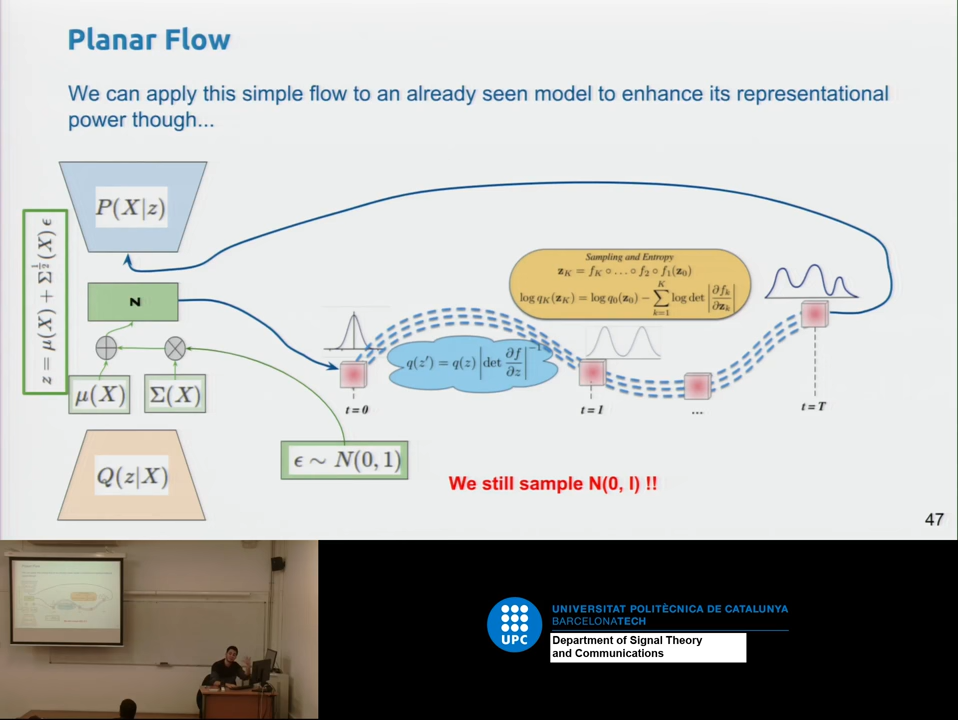 Planar Flow
We can apply this simple flow to an already seen model to enhance its representational
power though...
P(X|z)
z = μ(X) + Σ^{1/2}(X) ϵ
N
μ(X)
Σ(X)
Q(z|X)
ϵ ∼ N(0,1)
Sampling and Entropy
z_K = f_K ∘ … ∘ f_2 ∘ f_1(z_0)
log q_K(z_K) = log q_0(z_0) − ∑_{k=1}^{K} log det |∂f_k/∂z_k|
q(z′) = q(z) |det ∂f/∂z|^{−1}
t = 0
t = 1
...
t = T
We still sample N(0, I) !!
47
UPC
UNIVERSITAT POLITÈCNICA DE CATALUNYA
BARCELONATECH
Department of Signal Theory
and Communications